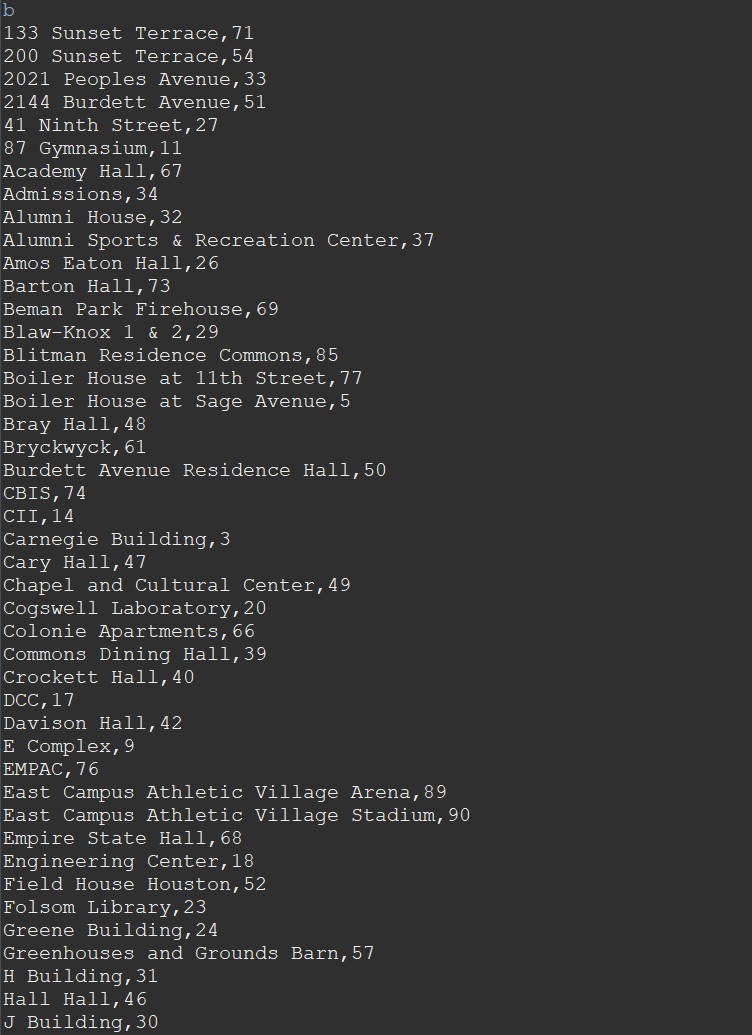 b
133 Sunset Terrace,71
200 Sunset Terrace,54
2021 Peoples Avenue,33
2144 Burdett Avenue,51
41 Ninth Street,27
87 Gymnasium,11
Academy Hall,67
Admissions,34
Alumni House,32
Alumni Sports & Recreation Center,37
Amos Eaton Hall,26
Barton Hall,73
Beman Park Firehouse,69
Blaw-Knox 1 & 2,29
Blitman Residence Commons,85
Boiler House at 11th Street,77
Boiler House at Sage Avenue,5
Bray Hall,48
Bryckwyck,61
Burdett Avenue Residence Hall,50
CBIS,74
CII,14
Carnegie Building,3
Cary Hall,47
Chapel and Cultural Center,49
Cogswell Laboratory,20
Colonie Apartments,66
Commons Dining Hall,39
Crockett Hall,40
DCC,17
Davison Hall,42
E Complex,9
EMPAC,76
East Campus Athletic Village Arena,89
East Campus Athletic Village Stadium,90
Empire State Hall,68
Engineering Center,18
Field House Houston,52
Folsom Library,23
Greene Building,24
Greenhouses and Grounds Barn,57
H Building,31
Hall Hall,46
J Building,30